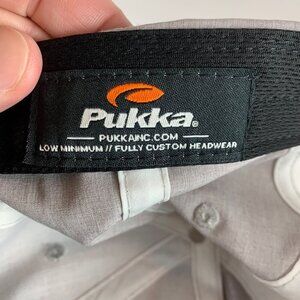 Pukka®
PUKKAINC.COM
LOW MINIMUM // FULLY CUSTOM HEADWEAR